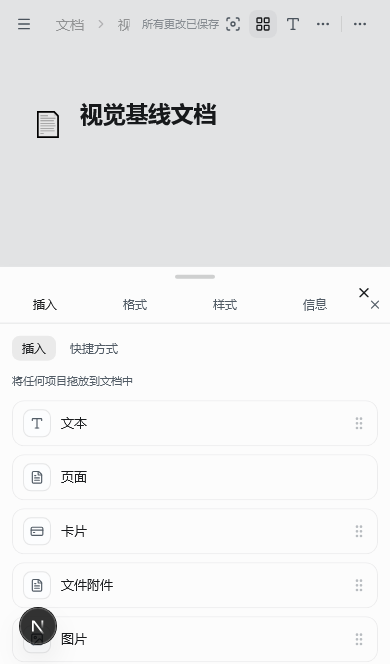 文档 > 视 所有更改已保存
视觉基线文档
插入 格式 样式 信息
插入 快捷方式
将任何项目拖放到文档中
文本
页面
卡片
文件附件
图片
N